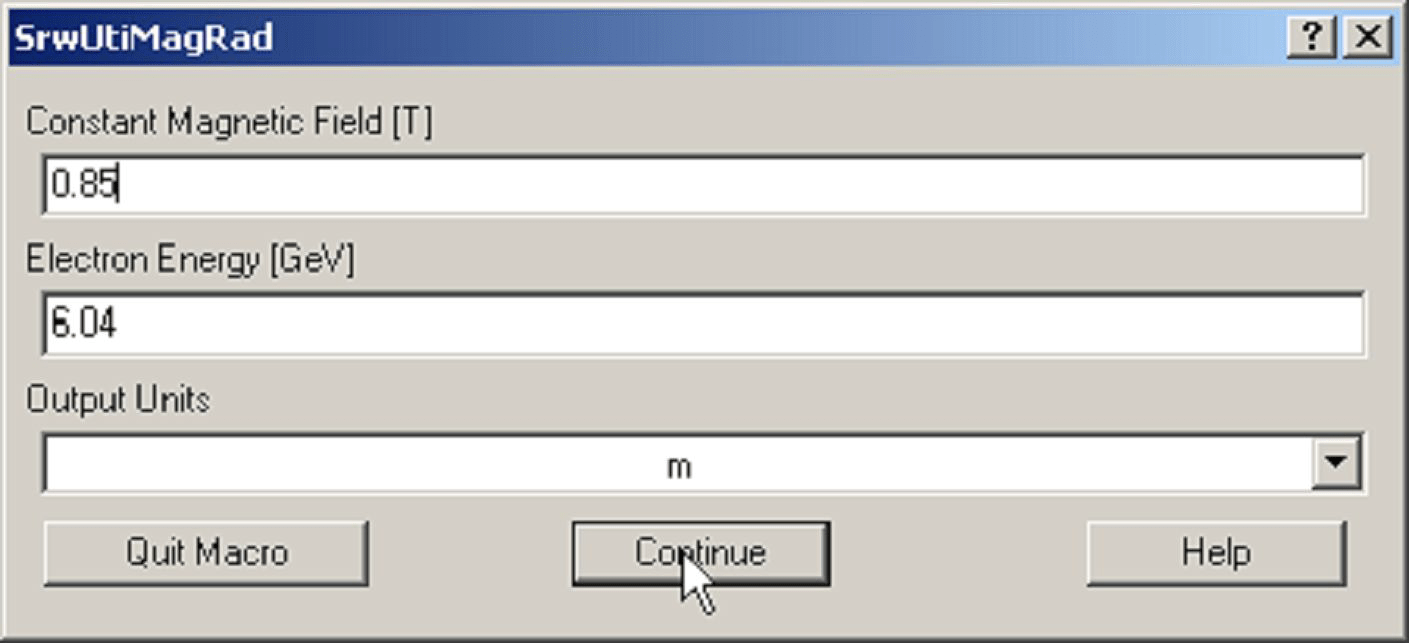 SrwUtiMagRad
Constant Magnetic Field [T]
0.85
Electron Energy [GeV]
6.04
Output Units
m
Quit Macro Continue Help